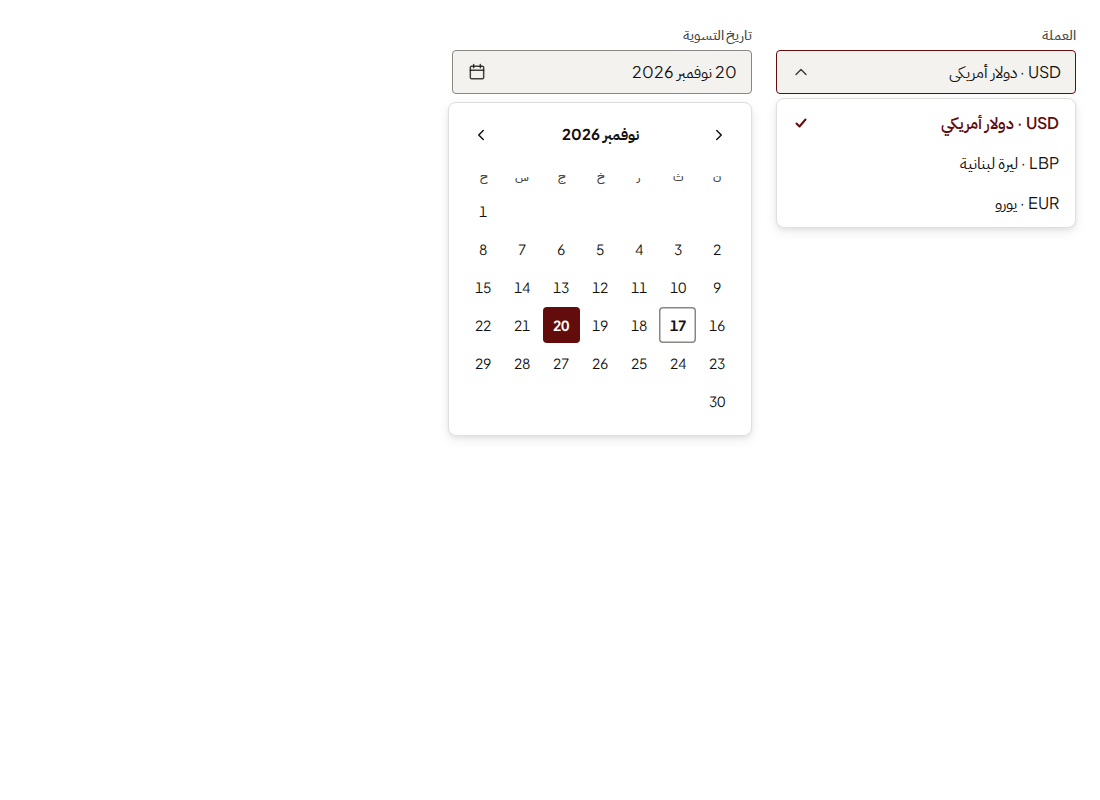 العملة
USD · دولار أمريكي
USD · دولار أمريكي
LBP · ليرة لبنانية
EUR · يورو
تاريخ التسوية
20 نوفمبر 2026
نوفمبر 2026
ن ث ر خ ج س ح
1
2 3 4 5 6 7 8
9 10 11 12 13 14 15
16 17 18 19 20 21 22
23 24 25 26 27 28 29
30